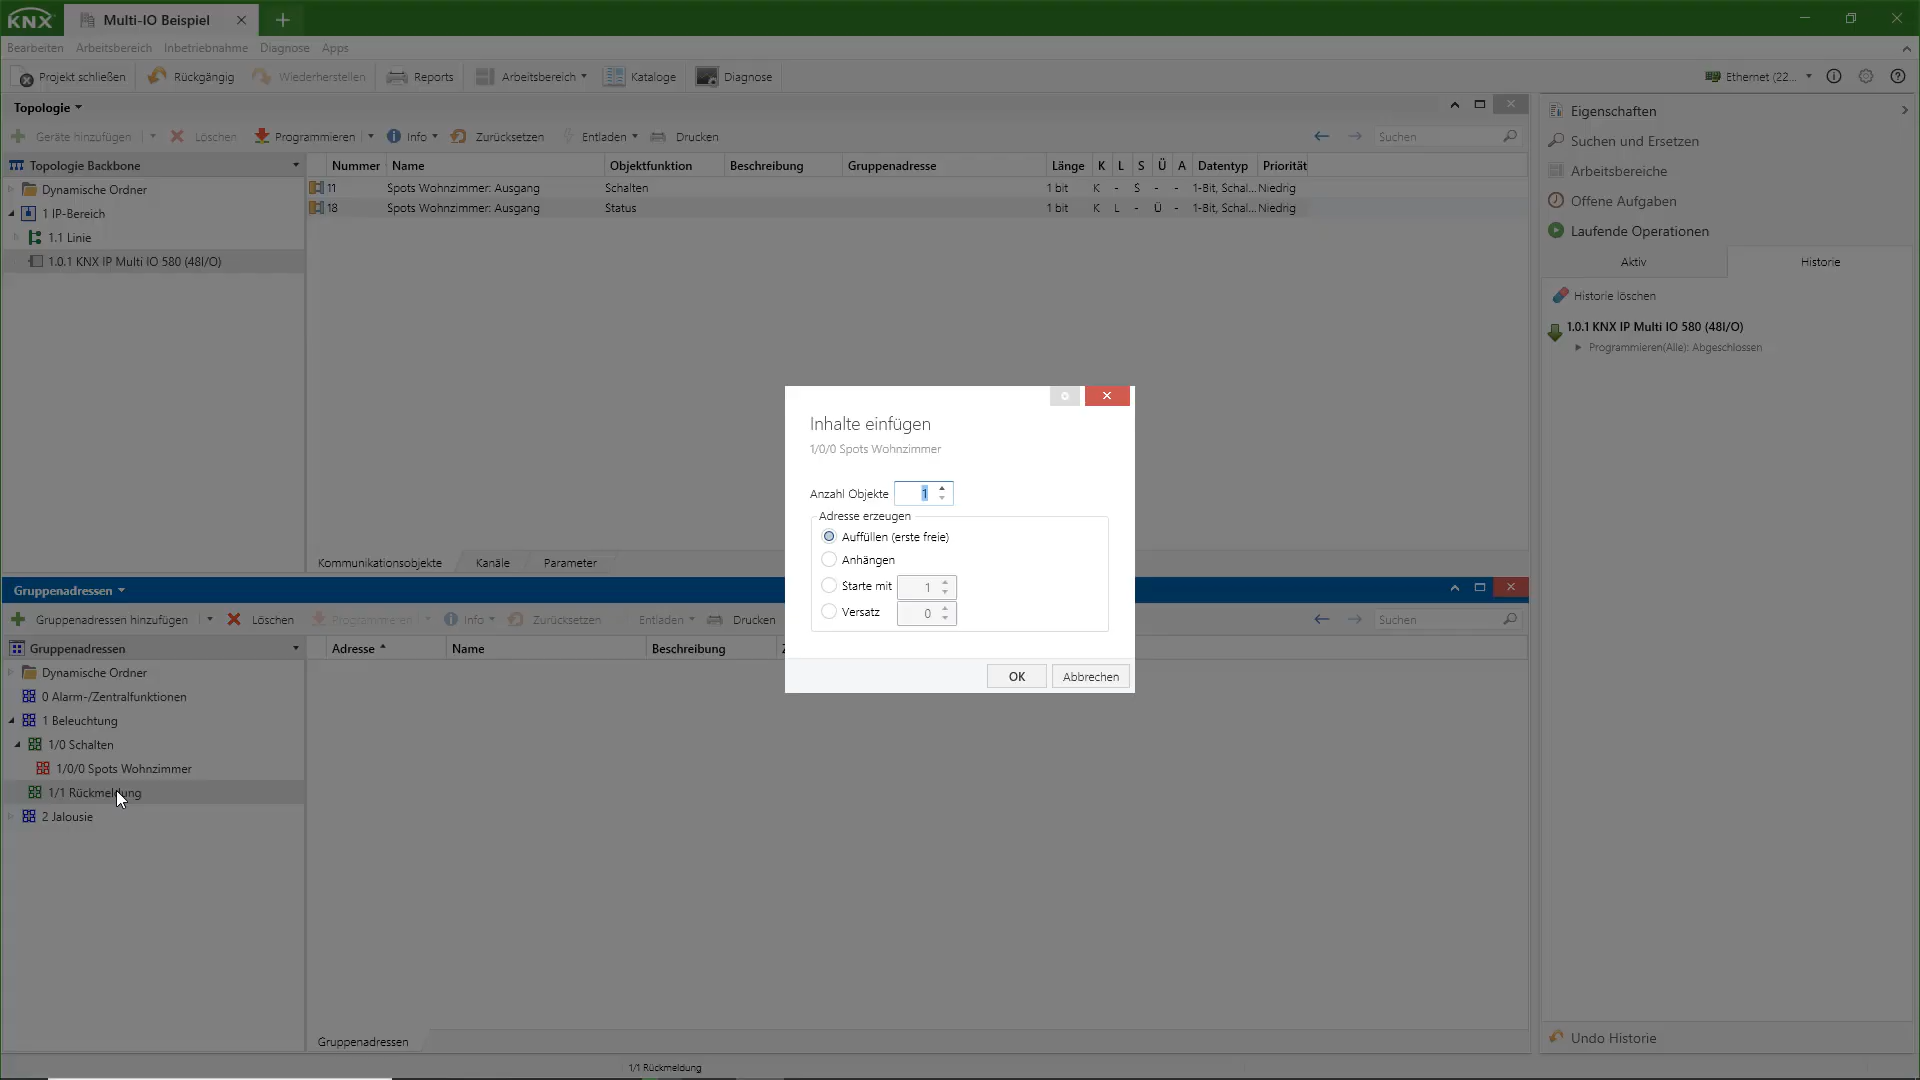 KNX Multi-IO Beispiel
Bearbeiten Arbeitsbereich Inbetriebnahme Diagnose Apps
Projekt schließen Rückgängig Wiederherstellen Reports Arbeitsbereich Kataloge Diagnose Ethernet (22...
Topologie
Geräte hinzufügen Löschen Programmieren Info Zurücksetzen Entladen Drucken Suchen
Topologie Backbone
Dynamische Ordner
1 IP-Bereich
1.1 Linie
1.0.1 KNX IP Multi IO 580 (48I/O)
Nummer Name Objektfunktion Beschreibung Gruppenadresse Länge K L S Ü A Datentyp Priorität
11 Spots Wohnzimmer: Ausgang Schalten 1 bit K - S - - 1-Bit, Schal... Niedrig
18 Spots Wohnzimmer: Ausgang Status 1 bit K L - Ü - 1-Bit, Schal... Niedrig
Kommunikationsobjekte Kanäle Parameter
Eigenschaften
Suchen und Ersetzen
Arbeitsbereiche
Offene Aufgaben
Laufende Operationen
Aktiv Historie
Historie löschen
1.0.1 KNX IP Multi IO 580 (48I/O)
Programmieren(Alle): Abgeschlossen
Inhalte einfügen
1/0/0 Spots Wohnzimmer
Anzahl Objekte 1
Adresse erzeugen
Auffüllen (erste freie)
Anhängen
Starte mit 1
Versatz 0
OK Abbrechen
Gruppenadressen
Gruppenadressen hinzufügen Löschen Programmieren Info Zurücksetzen Entladen Drucken Suchen
Gruppenadressen
Dynamische Ordner
0 Alarm-/Zentralfunktionen
1 Beleuchtung
1/0 Schalten
1/0/0 Spots Wohnzimmer
1/1 Rückmeldung
2 Jalousie
Adresse Name Beschreibung
Gruppenadressen
Undo Historie
1/1 Rückmeldung